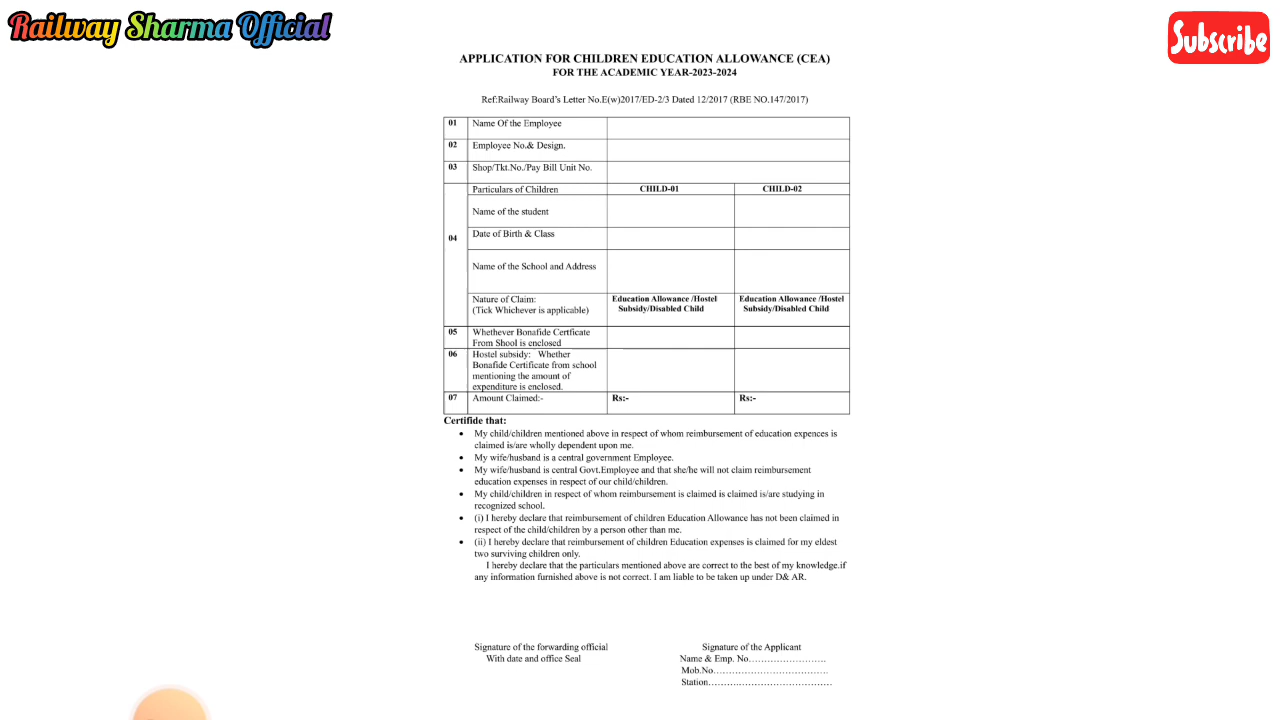 Railway Sharma Official
Subscribe
APPLICATION FOR CHILDREN EDUCATION ALLOWANCE (CEA)
FOR THE ACADEMIC YEAR-2023-2024
Ref:Railway Board's Letter No.E(w)2017/ED-2/3 Dated 12/2017 (RBE NO.147/2017)
01 Name Of the Employee
02 Employee No.& Design.
03 Shop/Tkt.No./Pay Bill Unit No.
Particulars of Children CHILD-01 CHILD-02
Name of the student
04 Date of Birth & Class
Name of the School and Address
Nature of Claim: Education Allowance /Hostel Education Allowance /Hostel
(Tick Whichever is applicable) Subsidy/Disabled Child Subsidy/Disabled Child
05 Whethever Bonafide Certficate
From Shool is enclosed
06 Hostel subsidy: Whether
Bonafide Certificate from school
mentioning the amount of
expenditure is enclosed.
07 Amount Claimed:- Rs:- Rs:-
Certifide that:
• My child/children mentioned above in respect of whom reimbursement of education expences is
claimed is/are wholly dependent upon me.
• My wife/husband is a central government Employee.
• My wife/husband is central Govt.Employee and that she/he will not claim reimbursement
education expenses in respect of our child/children.
• My child/children in respect of whom reimbursement is claimed is claimed is/are studying in
recognized school.
• (i) I hereby declare that reimbursement of children Education Allowance has not been claimed in
respect of the child/children by a person other than me.
• (ii) I hereby declare that reimbursement of children Education expenses is claimed for my eldest
two surviving children only.
I hereby declare that the particulars mentioned above are correct to the best of my knowledge.if
any information furnished above is not correct. I am liable to be taken up under D& AR.
Signature of the forwarding official Signature of the Applicant
With date and office Seal Name & Emp. No……………………..
Mob.No……………………………….
Station……………………………………